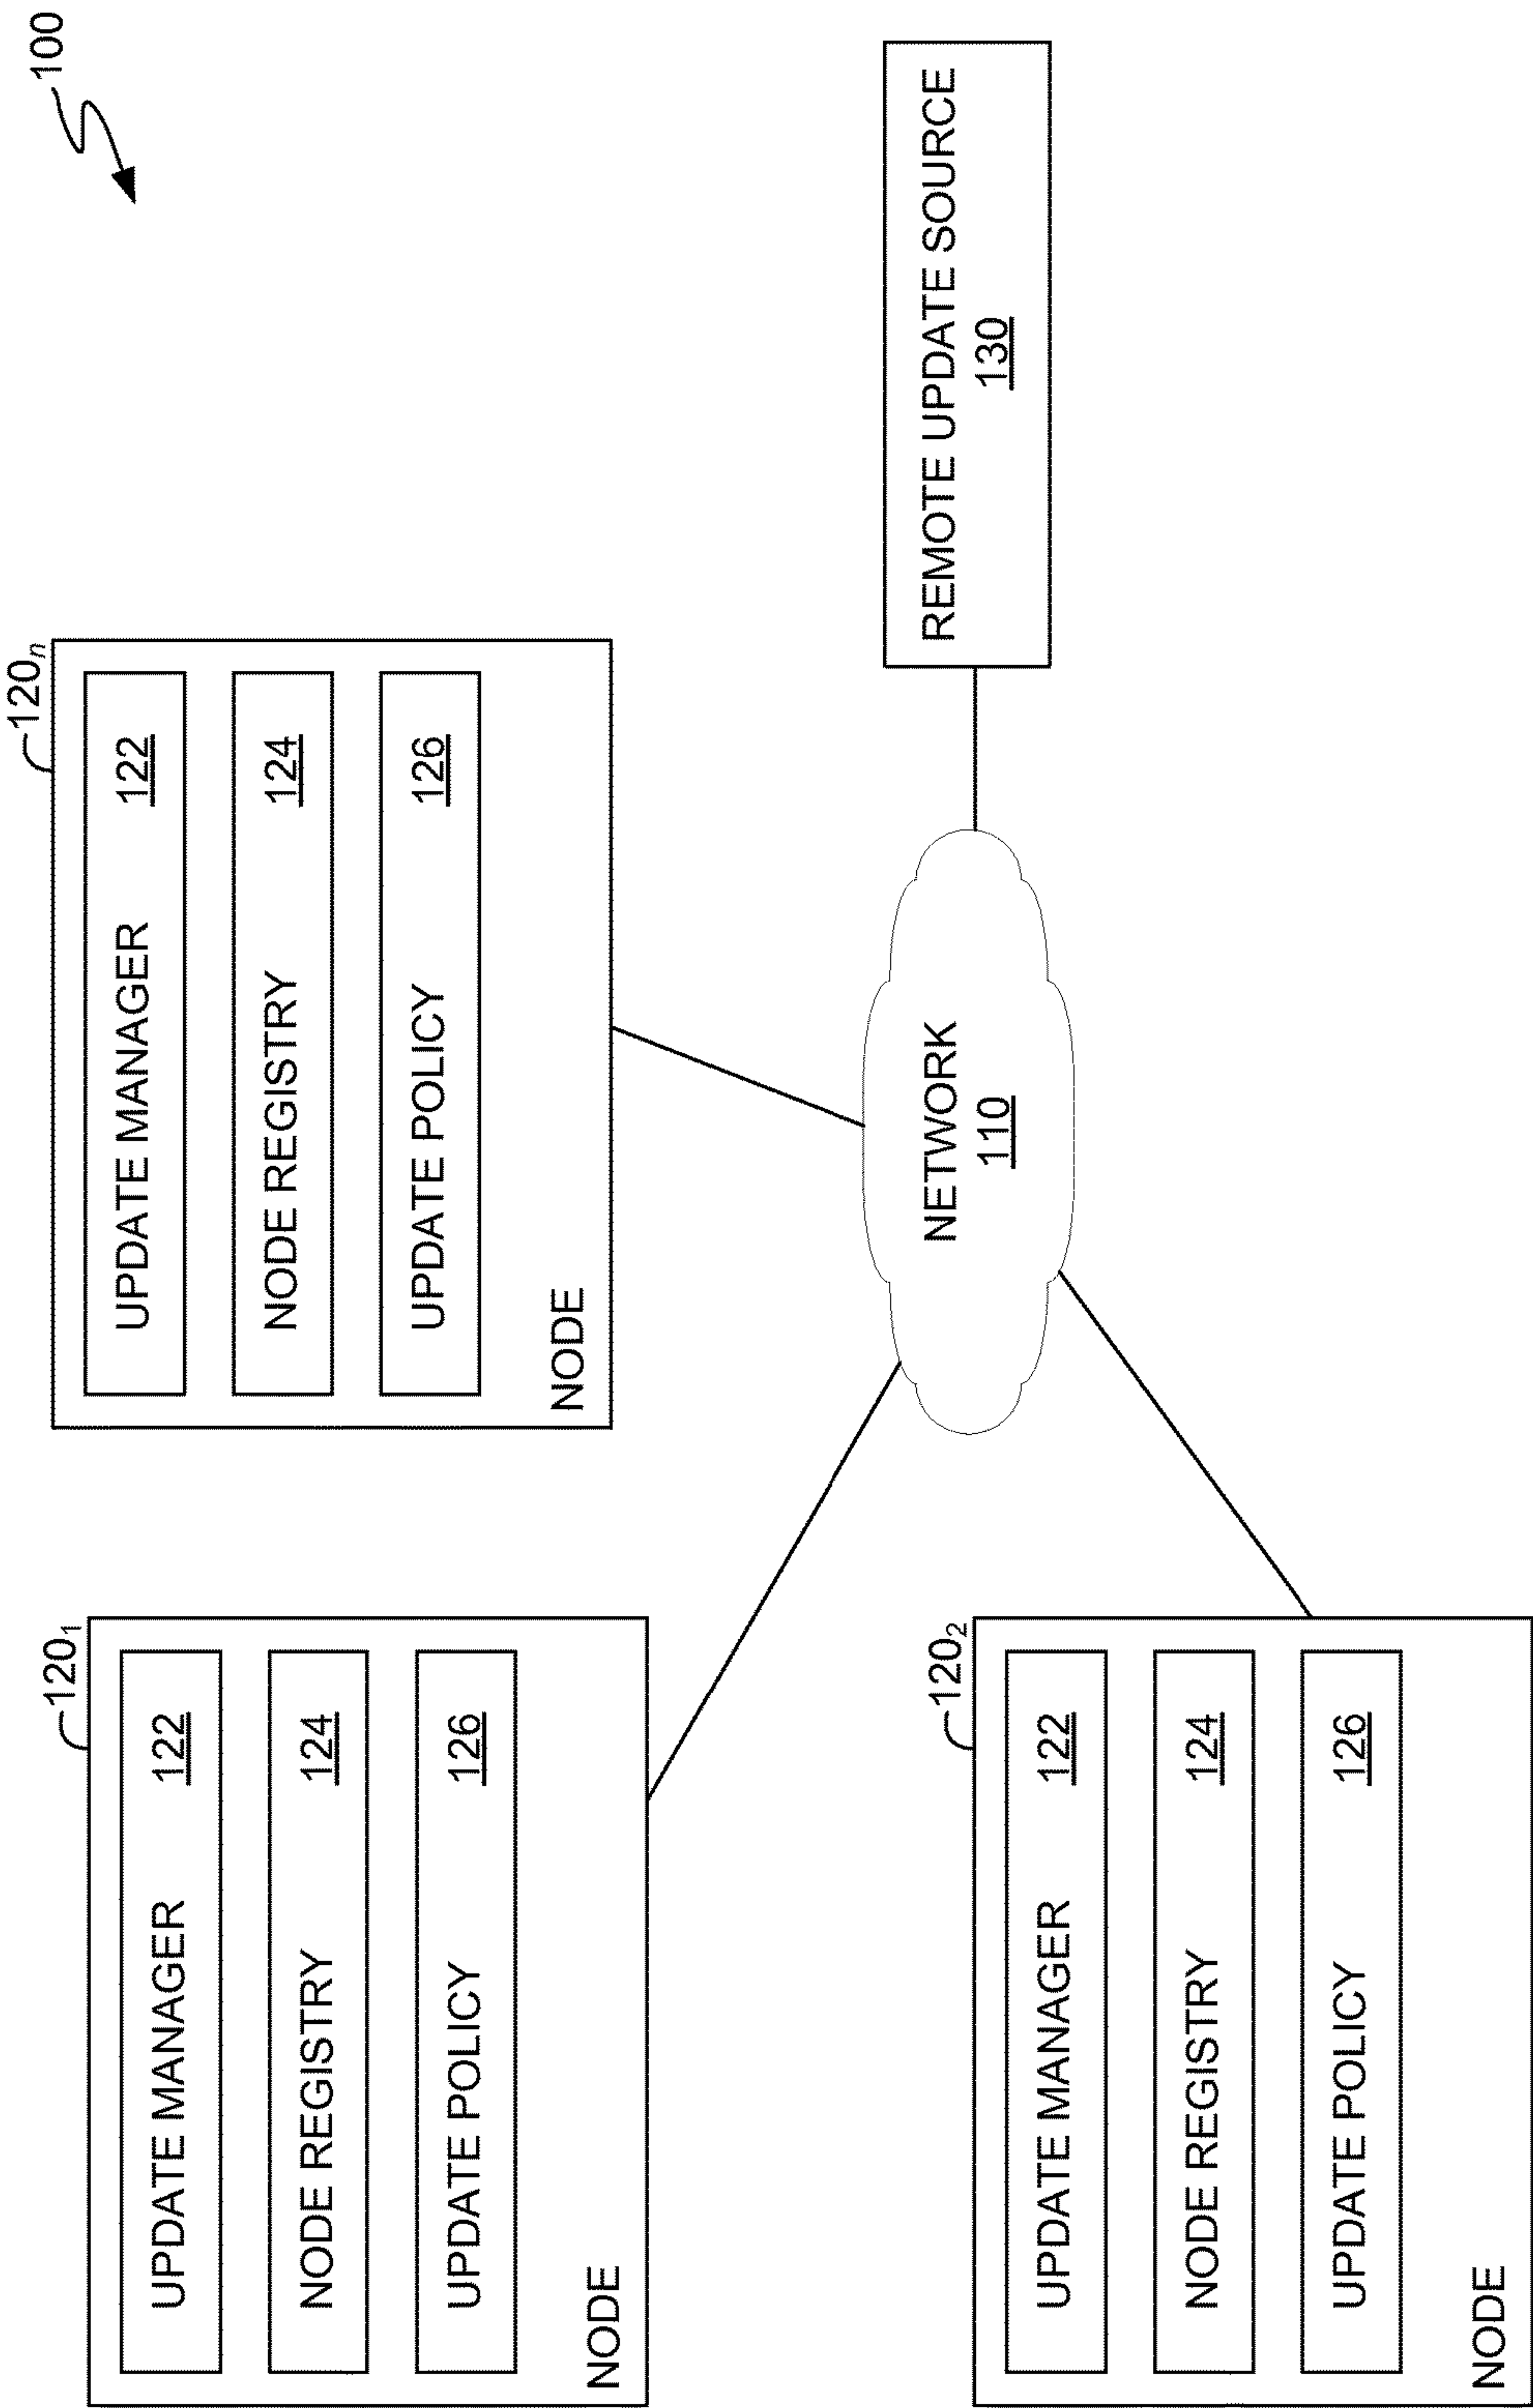 100
120n
UPDATE MANAGER 122
NODE REGISTRY 124
UPDATE POLICY 126
NODE
1201
UPDATE MANAGER 122
NODE REGISTRY 124
UPDATE POLICY 126
NODE
NETWORK
110
REMOTE UPDATE SOURCE
130
1202
UPDATE MANAGER 122
NODE REGISTRY 124
UPDATE POLICY 126
NODE